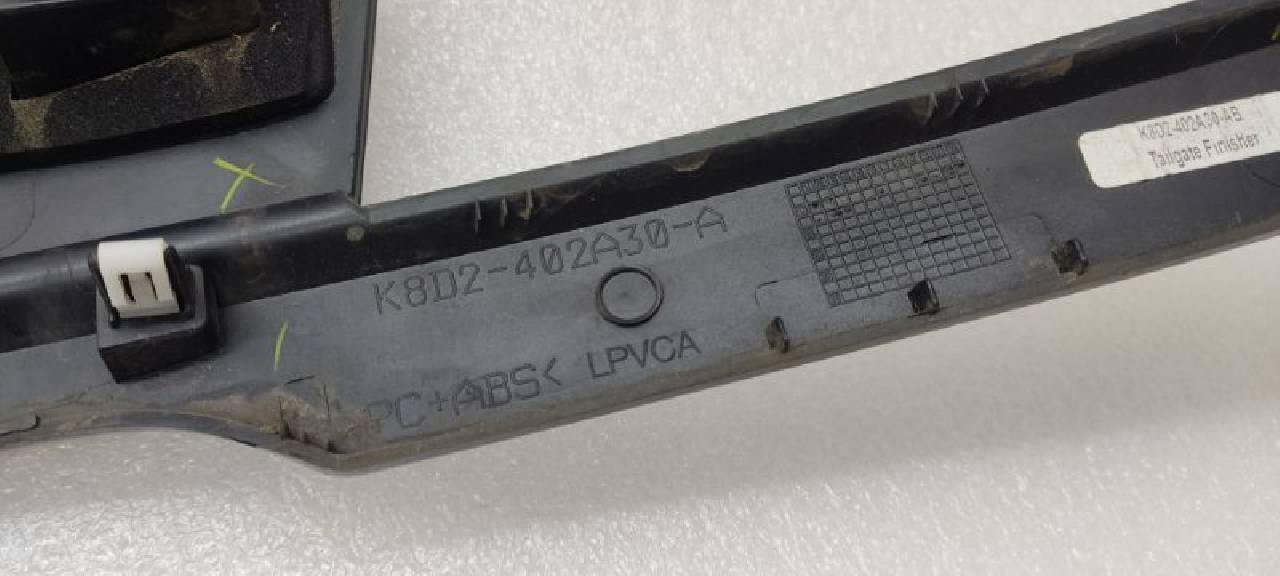 K8D2-402A30-AB
Tailgate Finisher
K8D2-402A30-A
PC+ABS< LPVCA